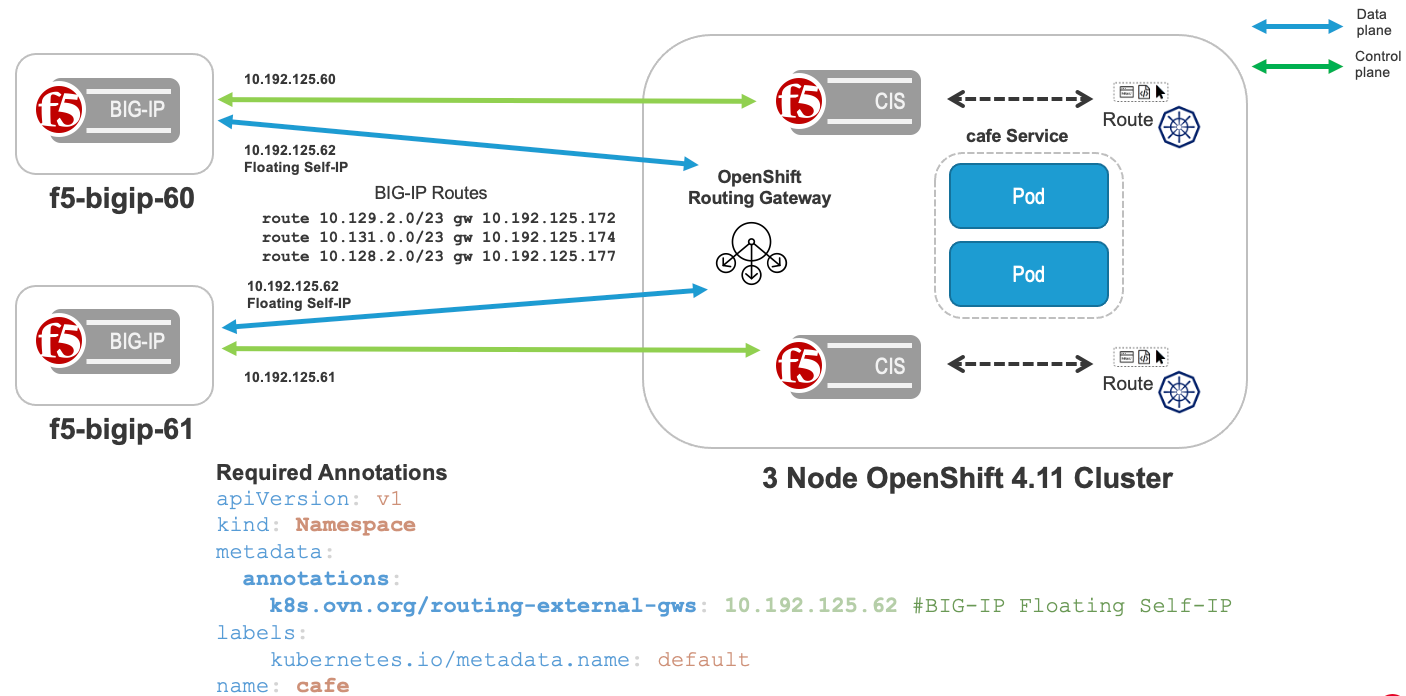 Data
plane
Control
plane
10.192.125.60
f5 BIG-IP
f5 CIS
Route
cafe Service
10.192.125.62
Floating Self-IP
f5-bigip-60
OpenShift
Routing Gateway
BIG-IP Routes
route 10.129.2.0/23 gw 10.192.125.172
route 10.131.0.0/23 gw 10.192.125.174
route 10.128.2.0/23 gw 10.192.125.177
Pod
Pod
10.192.125.62
Floating Self-IP
f5 BIG-IP
f5 CIS
Route
10.192.125.61
f5-bigip-61
3 Node OpenShift 4.11 Cluster
Required Annotations
apiVersion: v1
kind: Namespace
metadata:
  annotations:
    k8s.ovn.org/routing-external-gws: 10.192.125.62 #BIG-IP Floating Self-IP
labels:
    kubernetes.io/metadata.name: default
name: cafe